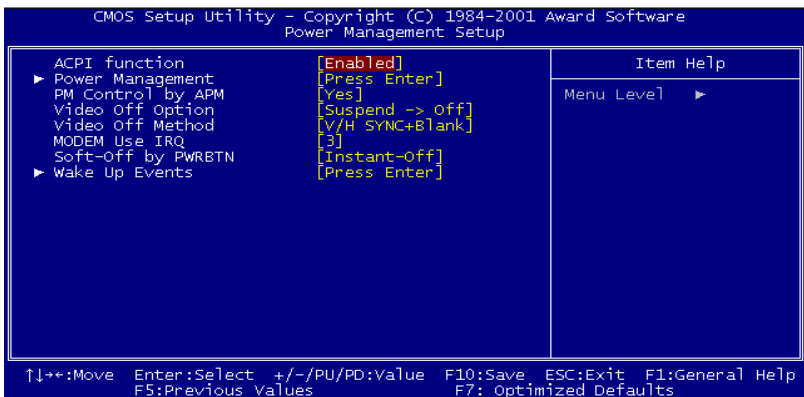 CMOS Setup Utility – Copyright (C) 1984-2001 Award Software
Power Management Setup
ACPI function [Enabled]
► Power Management [Press Enter]
PM Control by APM [Yes]
Video Off Option [Suspend -> Off]
Video Off Method [V/H SYNC+Blank]
MODEM Use IRQ [3]
Soft-Off by PWRBTN [Instant-Off]
► Wake Up Events [Press Enter]
Item Help
Menu Level ►
↑↓→←:Move Enter:Select +/-/PU/PD:Value F10:Save ESC:Exit F1:General Help
F5:Previous Values F7: Optimized Defaults